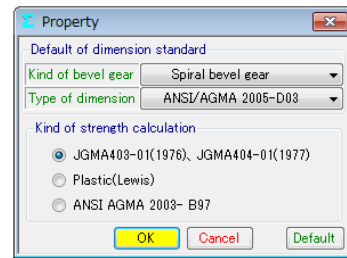 Property
Default of dimension standard
Kind of bevel gear Spiral bevel gear
Type of dimension ANSI/AGMA 2005-D03
Kind of strength calculation
JGMA403-01(1976)、JGMA404-01(1977)
Plastic(Lewis)
ANSI AGMA 2003- B97
OK Cancel Default